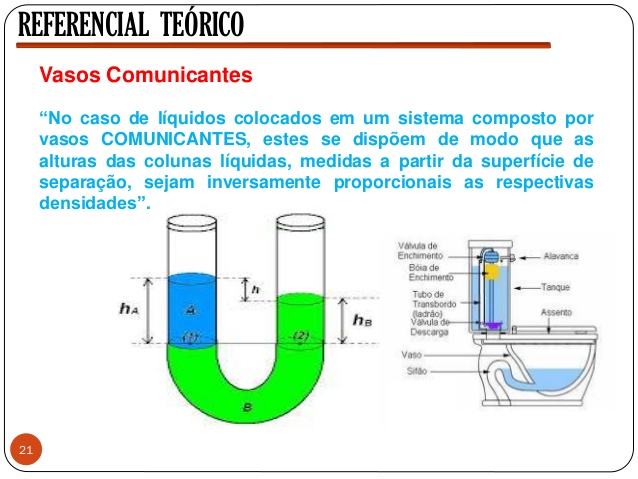 REFERENCIAL TEÓRICO
Vasos Comunicantes
“No caso de líquidos colocados em um sistema composto por
vasos COMUNICANTES, estes se dispõem de modo que as
alturas das colunas líquidas, medidas a partir da superfície de
separação, sejam inversamente proporcionais as respectivas
densidades”.
hA
A
(1)
h
(2)
hB
B
Válvula de
Enchimento
Bóia de
Enchimento
Tubo de
Transbordo
(ladrão)
Válvula de
Descarga
Vaso
Sifão
Alavanca
Tanque
Assento
21